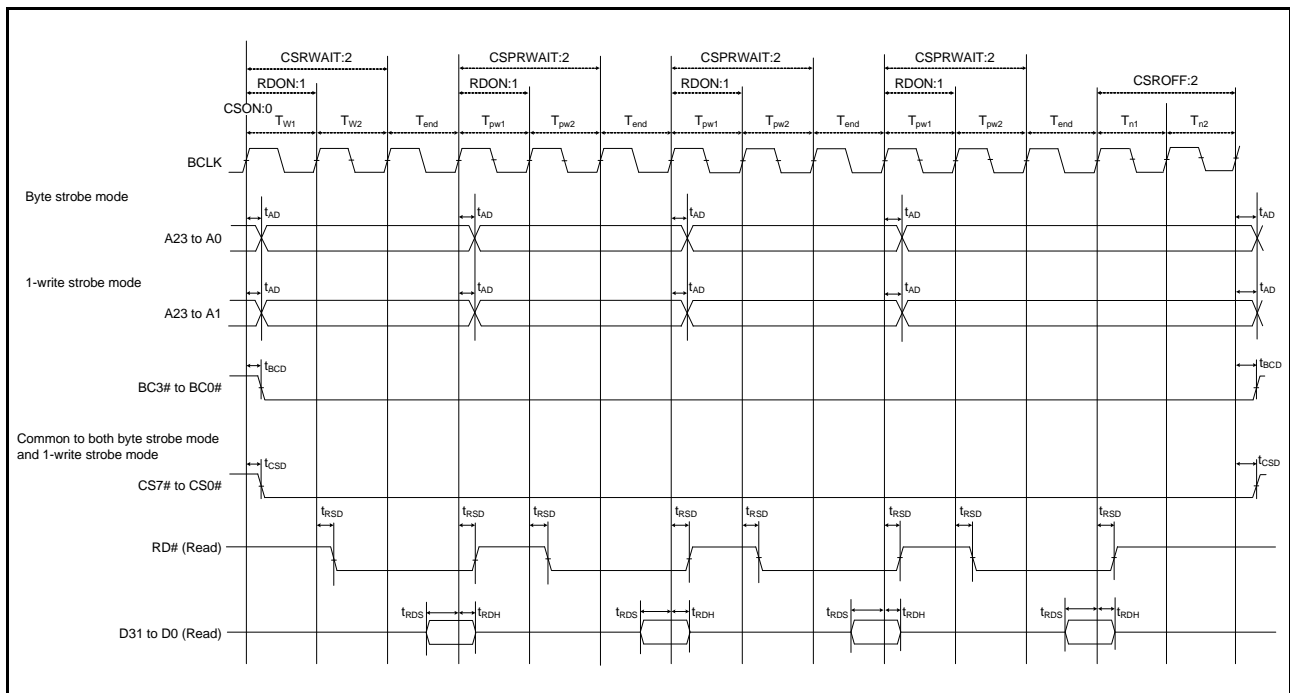 CSRWAIT:2 CSPRWAIT:2 CSPRWAIT:2 CSPRWAIT:2
RDON:1 RDON:1 RDON:1 RDON:1 CSROFF:2
CSON:0
TW1 TW2 Tend Tpw1 Tpw2 Tend Tpw1 Tpw2 Tend Tpw1 Tpw2 Tend Tn1 Tn2
BCLK
Byte strobe mode
tAD tAD tAD tAD tAD
A23 to A0
1-write strobe mode
tAD tAD tAD tAD tAD
A23 to A1
tBCD tBCD
BC3# to BC0#
Common to both byte strobe mode
and 1-write strobe mode
tCSD tCSD
CS7# to CS0#
tRSD tRSD tRSD tRSD tRSD tRSD tRSD tRSD
RD# (Read)
tRDS tRDH tRDS tRDH tRDS tRDH tRDS tRDH
D31 to D0 (Read)